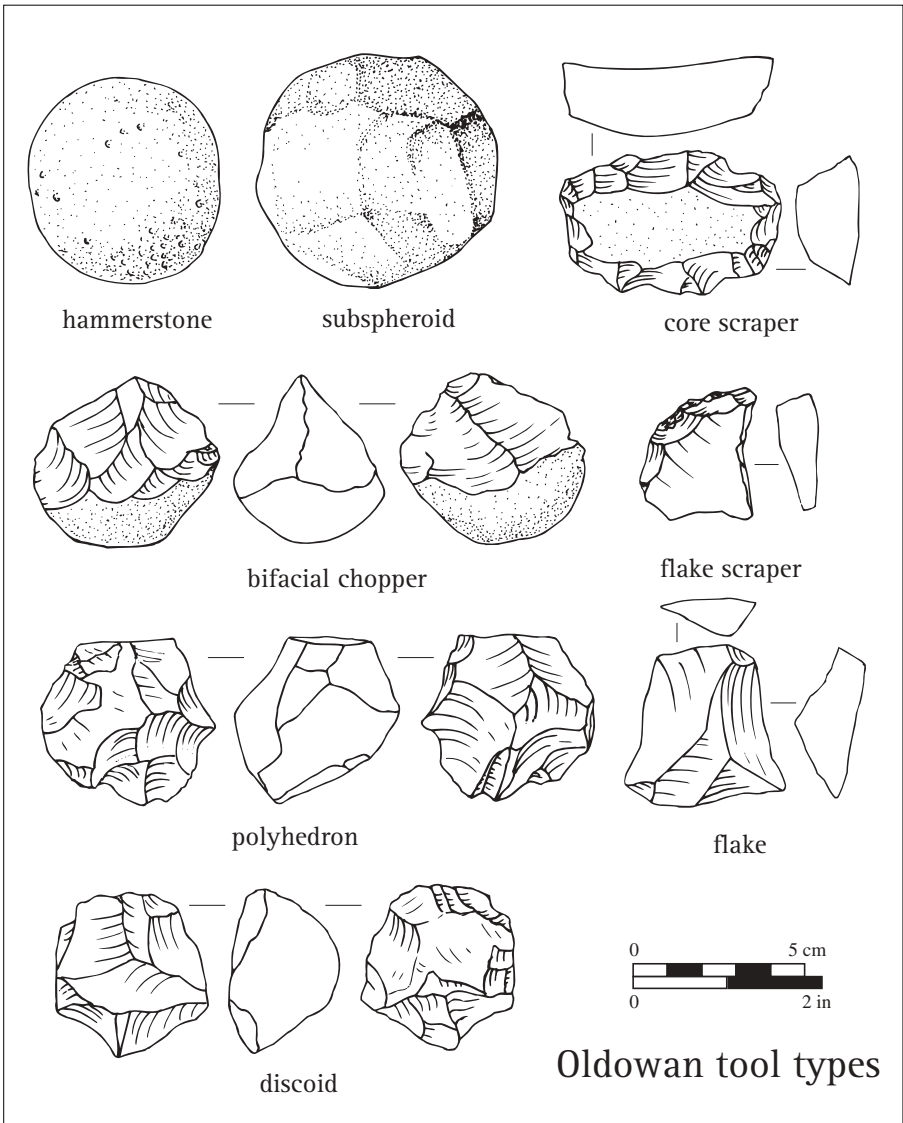 hammerstone
subspheroid
core scraper
bifacial chopper
flake scraper
polyhedron
flake
discoid
0 5 cm
0 2 in
Oldowan tool types